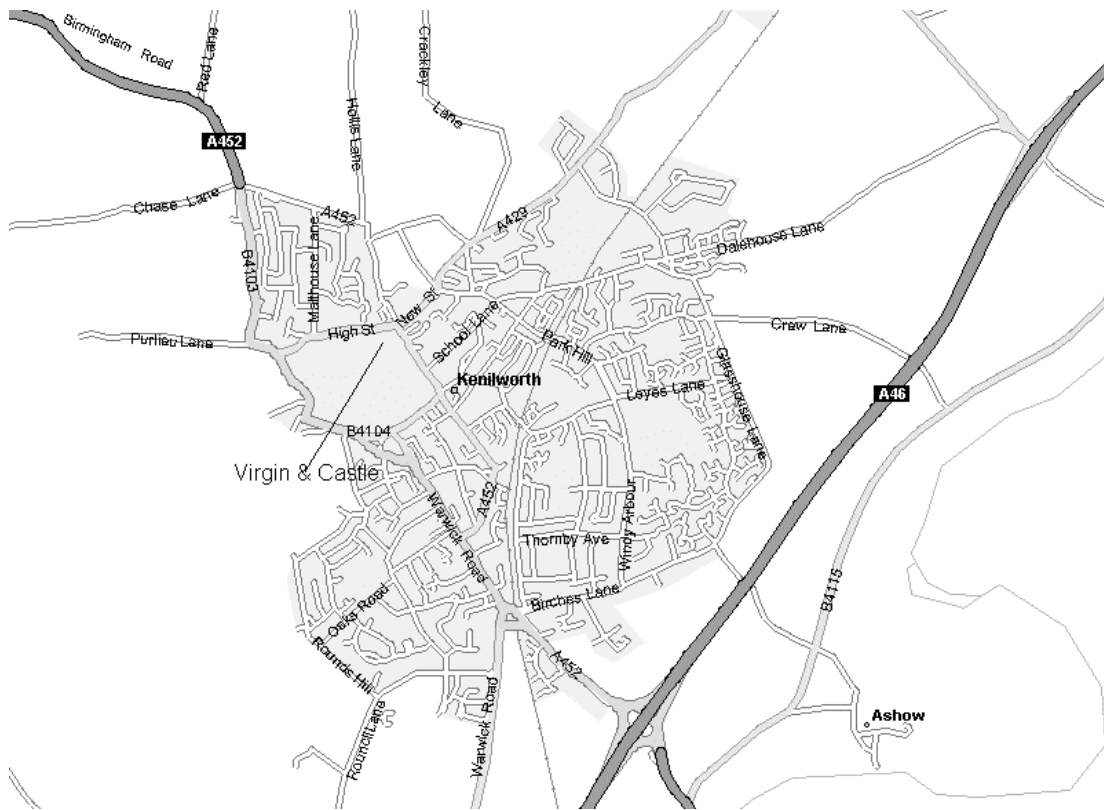 Birmingham Road
Red Lane
Crackley
Lane
Hollis Lane
A452
Chase Lane
A452
A429
Malthouse Lane
B4103
Dalehouse Lane
New St
High St
School Lane
Purlieu Lane
Park Hill
Crew Lane
Glasshouse Lane
Kenilworth
Leyes Lane
A46
B4104
Virgin & Castle
A452
Warwick Road
Windy Arbour
Thornby Ave
Birches Lane
B4115
Oaks Road
Rounds Hill
A452
Rouncil Lane
Warwick Road
Ashow